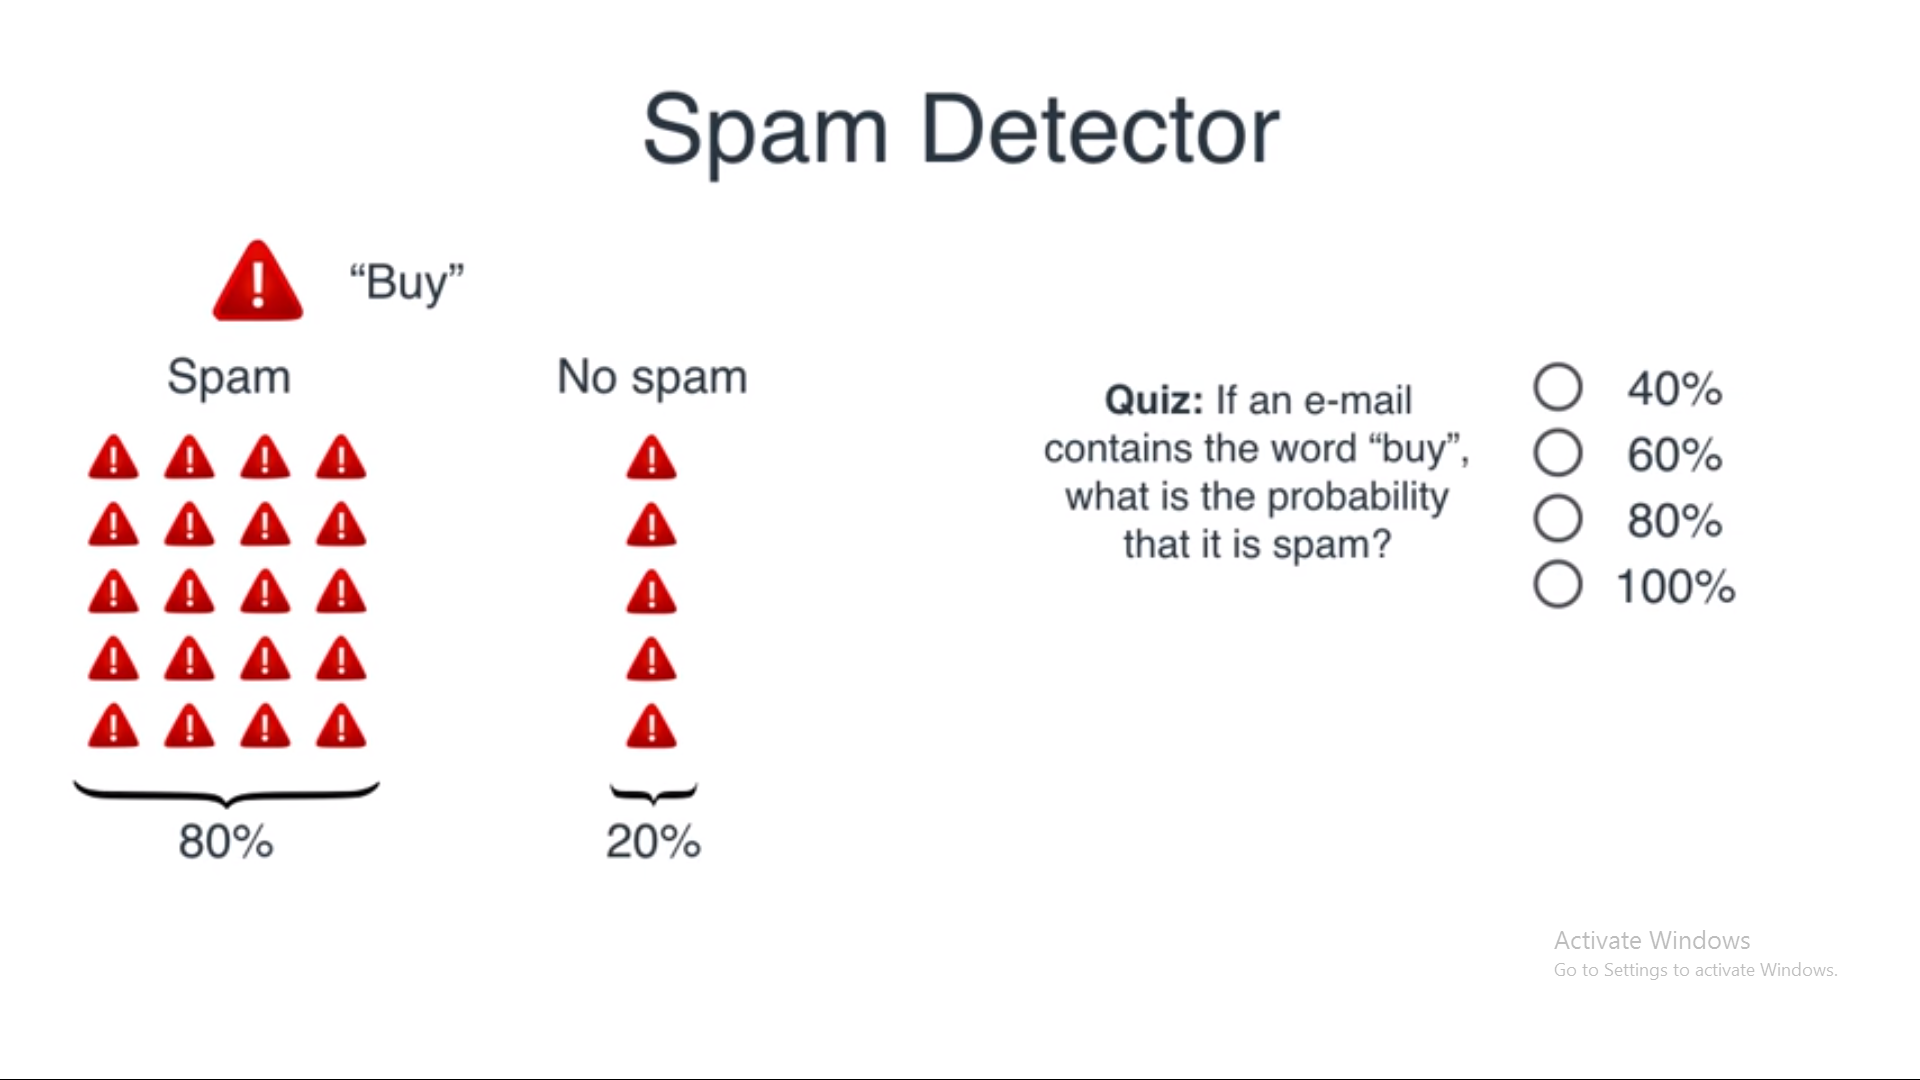 Spam Detector
“Buy”
Spam
No spam
80%
20%
Quiz: If an e-mail
contains the word “buy”,
what is the probability
that it is spam?
40%
60%
80%
100%
Activate Windows
Go to Settings to activate Windows.